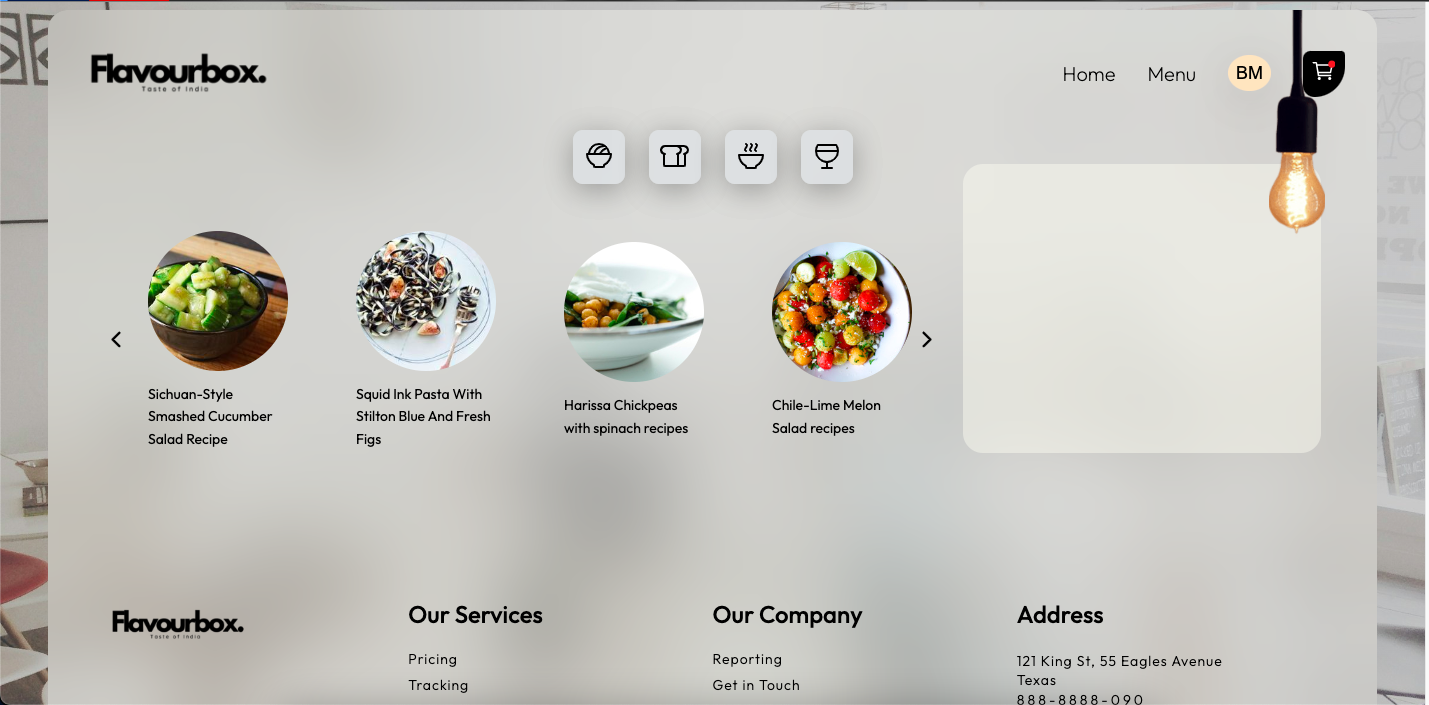 Flavourbox.
Taste of India
Home
Menu
BM
Sichuan-Style
Smashed Cucumber
Salad Recipe
Squid Ink Pasta With
Stilton Blue And Fresh
Figs
Harissa Chickpeas
with spinach recipes
Chile-Lime Melon
Salad recipes
Flavourbox.
Taste of India
Our Services
Pricing
Tracking
Our Company
Reporting
Get in Touch
Address
121 King St, 55 Eagles Avenue
Texas
888-8888-090